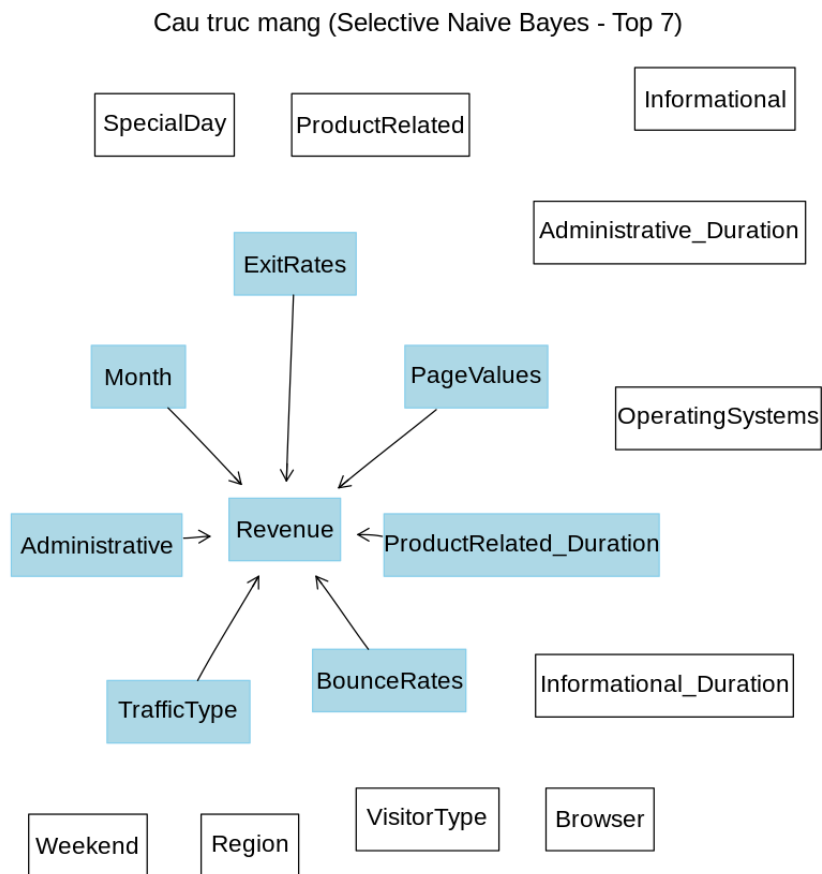 Cau truc mang (Selective Naive Bayes - Top 7)
Informational
SpecialDay
ProductRelated
Administrative_Duration
ExitRates
Month
PageValues
OperatingSystems
Revenue
Administrative
ProductRelated_Duration
BounceRates
Informational_Duration
TrafficType
VisitorType
Browser
Weekend
Region